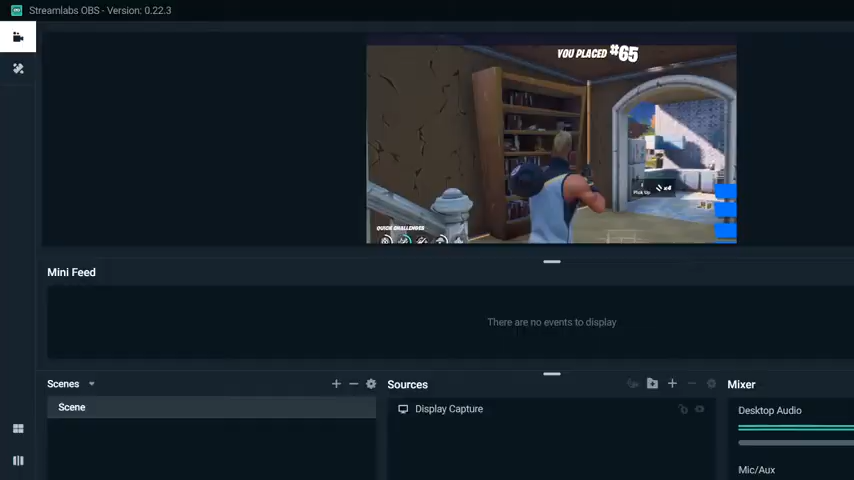 Streamlabs OBS - Version: 0.22.3
YOU PLACED #65
Pick Up x4
QUICK CHALLENGES
Mini Feed
There are no events to display
Scenes
Sources
Mixer
Scene
Display Capture
Desktop Audio
Mic/Aux